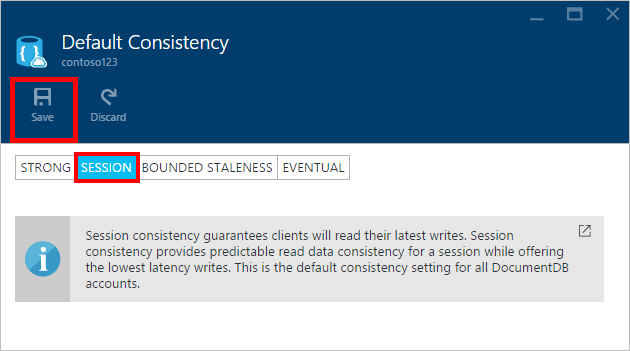 Default Consistency
contoso123
Save Discard
STRONG SESSION BOUNDED STALENESS EVENTUAL
Session consistency guarantees clients will read their latest writes. Session
consistency provides predictable read data consistency for a session while offering
the lowest latency writes. This is the default consistency setting for all DocumentDB
accounts.